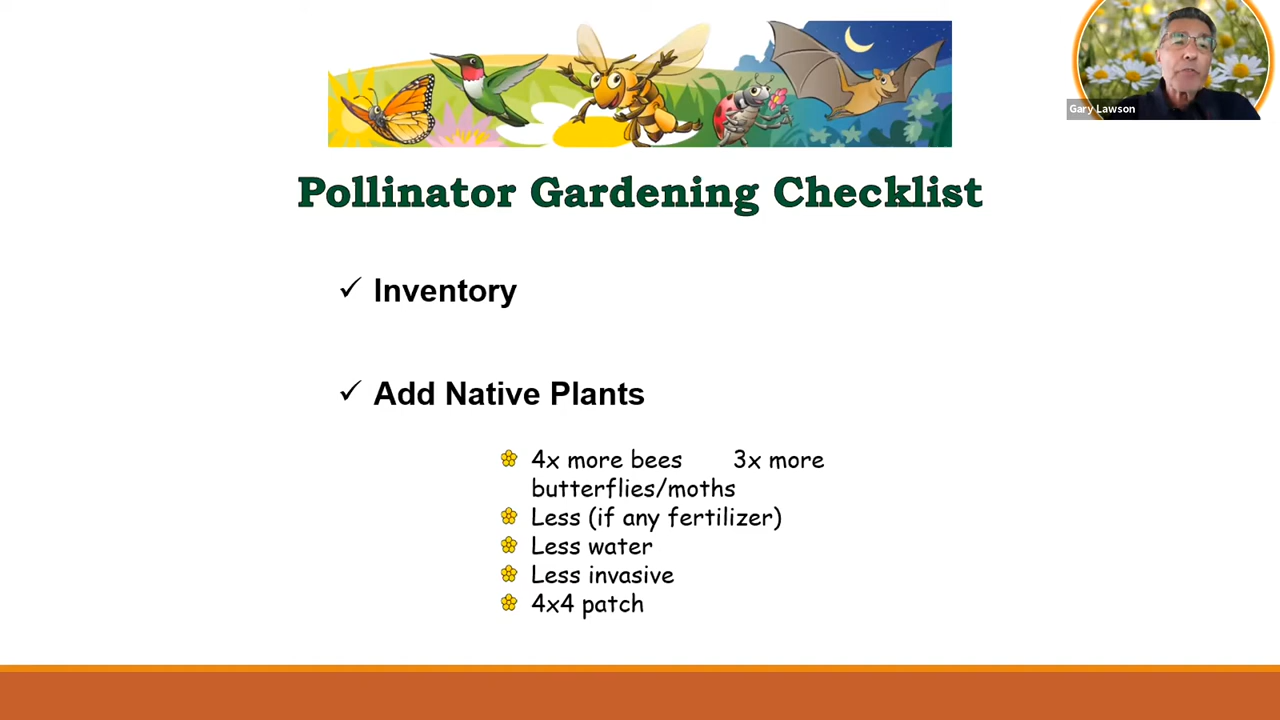 Gary Lawson
Pollinator Gardening Checklist
✓ Inventory
✓ Add Native Plants
4x more bees 3x more
butterflies/moths
Less (if any fertilizer)
Less water
Less invasive
4x4 patch